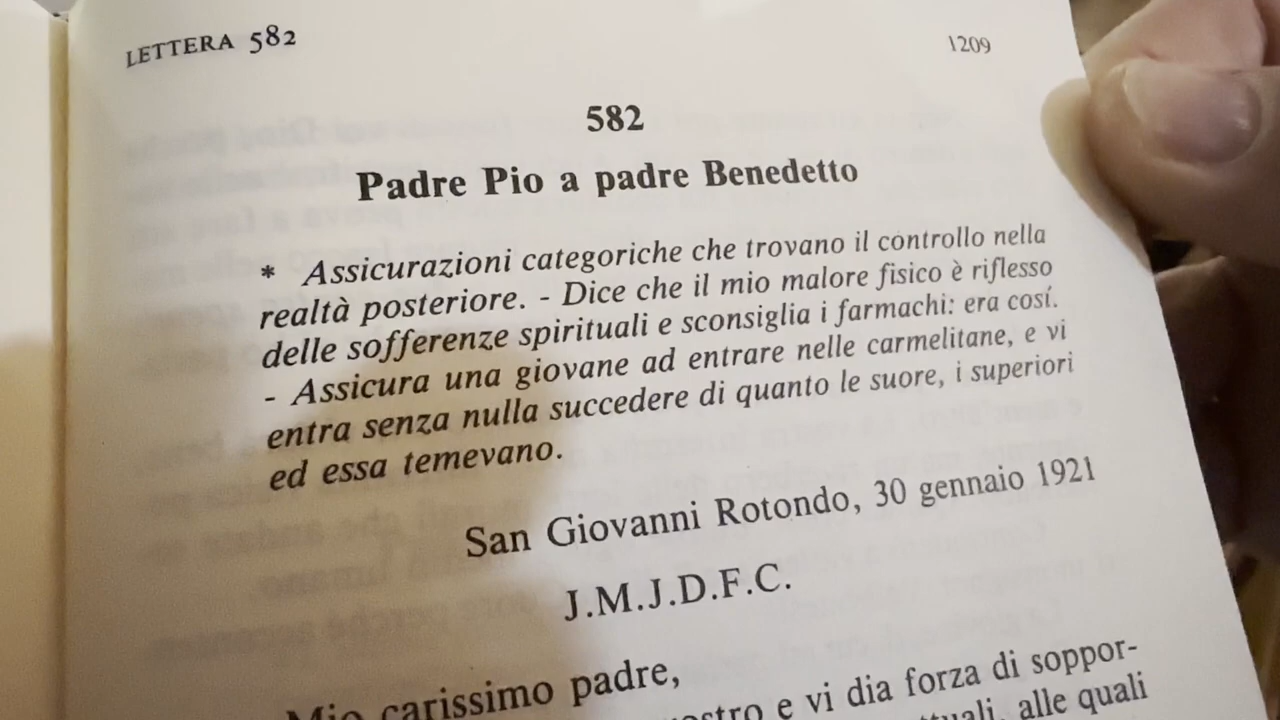 LETTERA 582
1209
582
Padre Pio a padre Benedetto
* Assicurazioni categoriche che trovano il controllo nella
realtà posteriore. - Dice che il mio malore fisico è riflesso
delle sofferenze spirituali e sconsiglia i farmachi: era cosí.
- Assicura una giovane ad entrare nelle carmelitane, e vi
entra senza nulla succedere di quanto le suore, i superiori
ed essa temevano.
San Giovanni Rotondo, 30 gennaio 1921
J.M.J.D.F.C.
Mio carissimo padre,
e vi dia forza di soppor-
alle quali